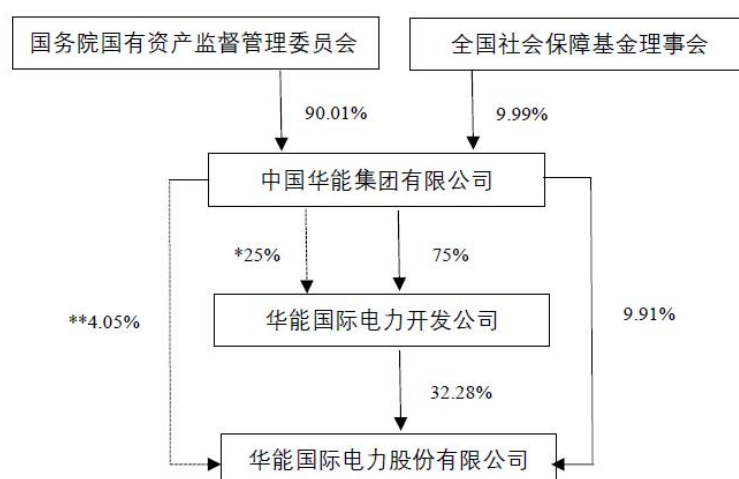 国务院国有资产监督管理委员会
全国社会保障基金理事会
90.01%
9.99%
中国华能集团有限公司
*25%
75%
**4.05%
华能国际电力开发公司
9.91%
32.28%
华能国际电力股份有限公司